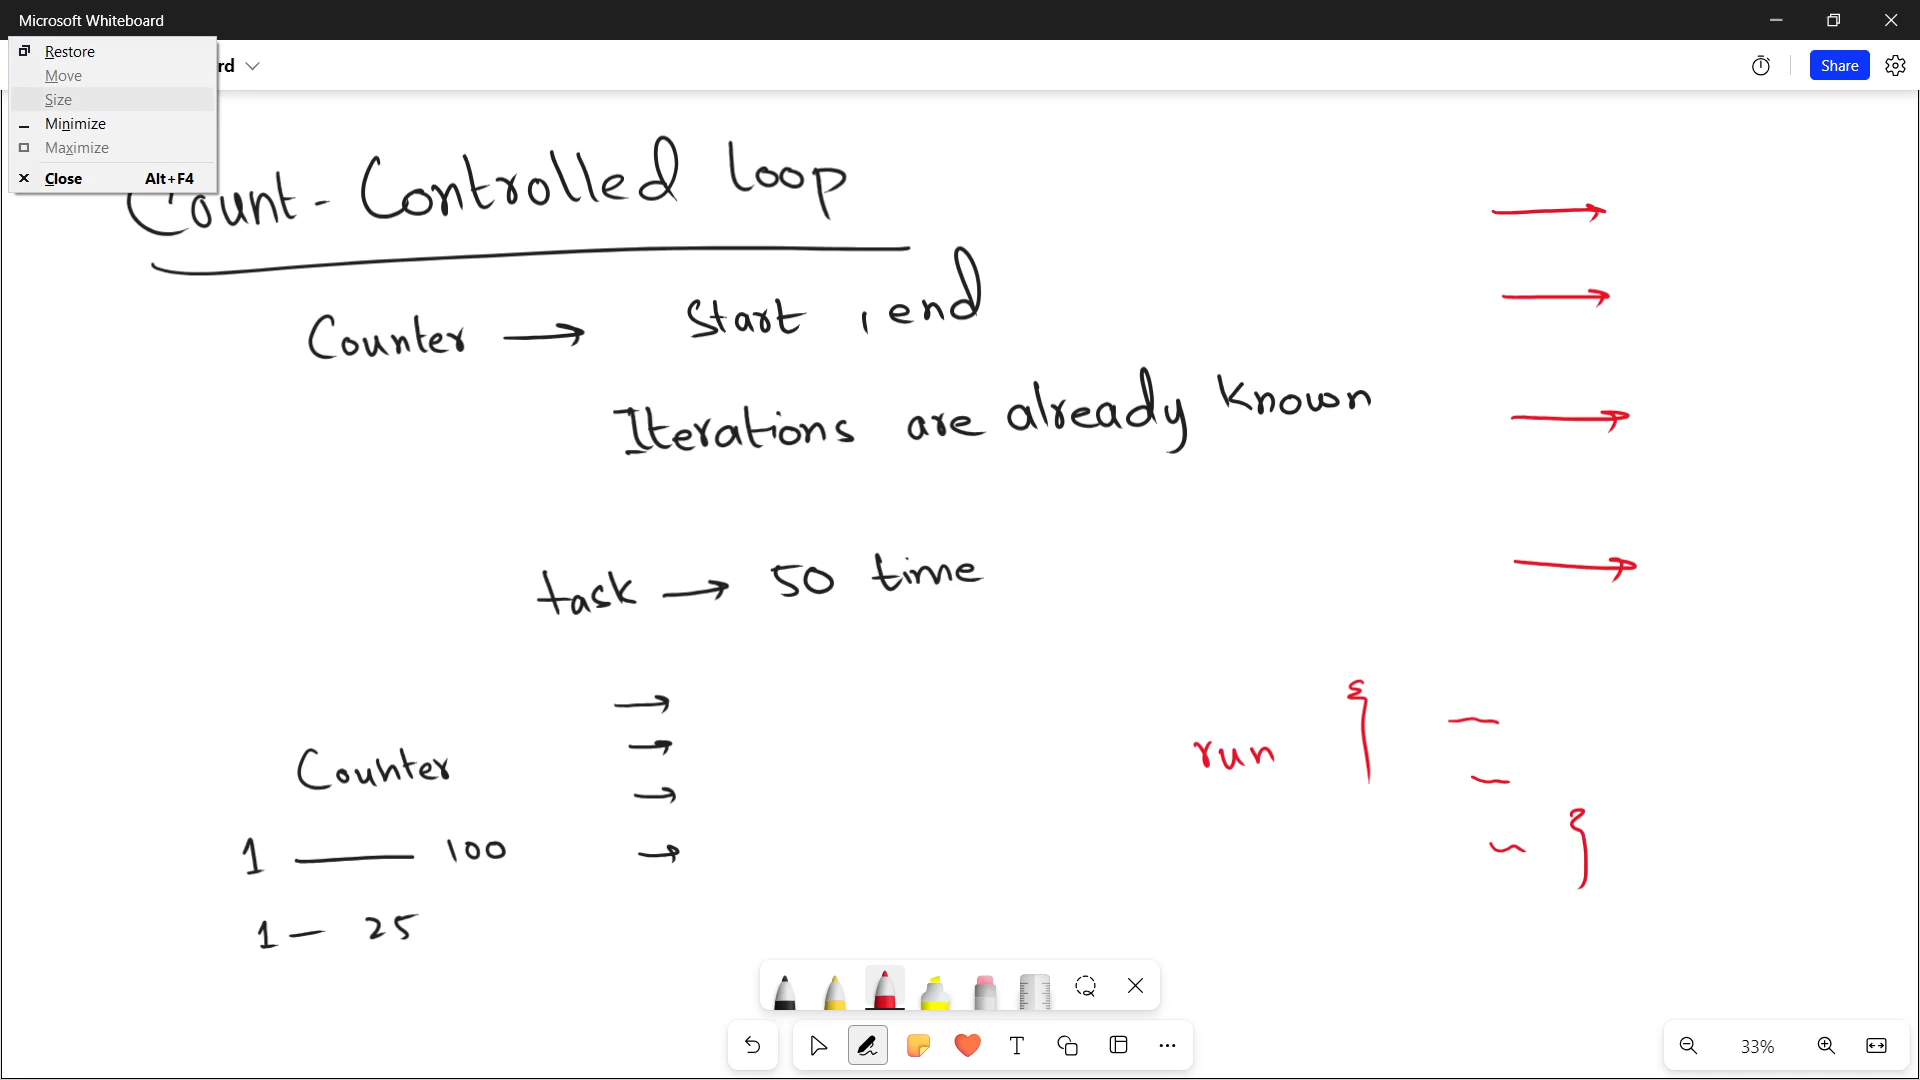 Microsoft Whiteboard
Restore
Move
Size
Minimize
Maximize
Close Alt+F4
rd
Share
Count - Controlled loop
Counter → Start , end
Iterations are already known
task → 50 time
→
→
→
→
→
→
→
→
Counter
1 — 100
1 — 25
run { ~
~
~ }
33%